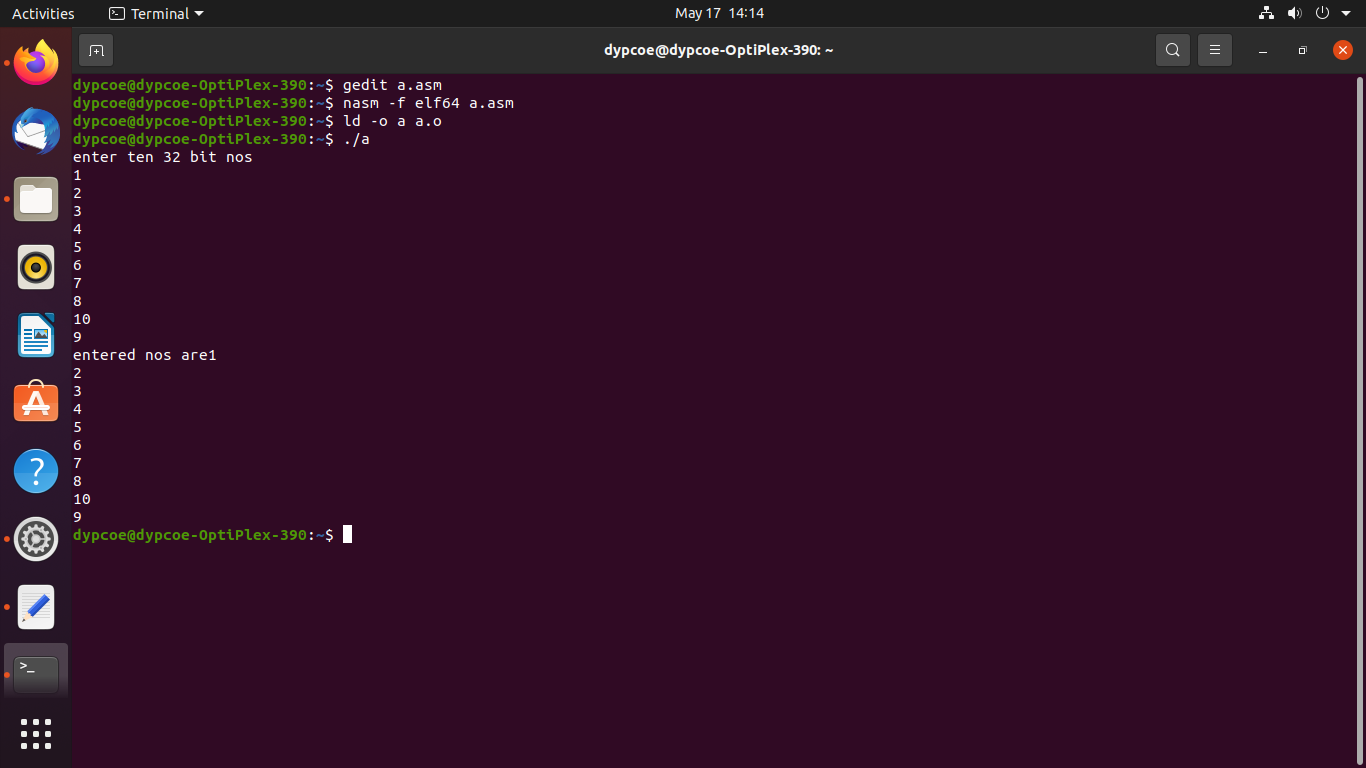 Activities
Terminal
May 17 14:14
dypcoe@dypcoe-OptiPlex-390: ~
dypcoe@dypcoe-OptiPlex-390:~$ gedit a.asm
dypcoe@dypcoe-OptiPlex-390:~$ nasm -f elf64 a.asm
dypcoe@dypcoe-OptiPlex-390:~$ ld -o a a.o
dypcoe@dypcoe-OptiPlex-390:~$ ./a
enter ten 32 bit nos
1
2
3
4
5
6
7
8
10
9
entered nos are1
2
3
4
5
6
7
8
10
9
dypcoe@dypcoe-OptiPlex-390:~$